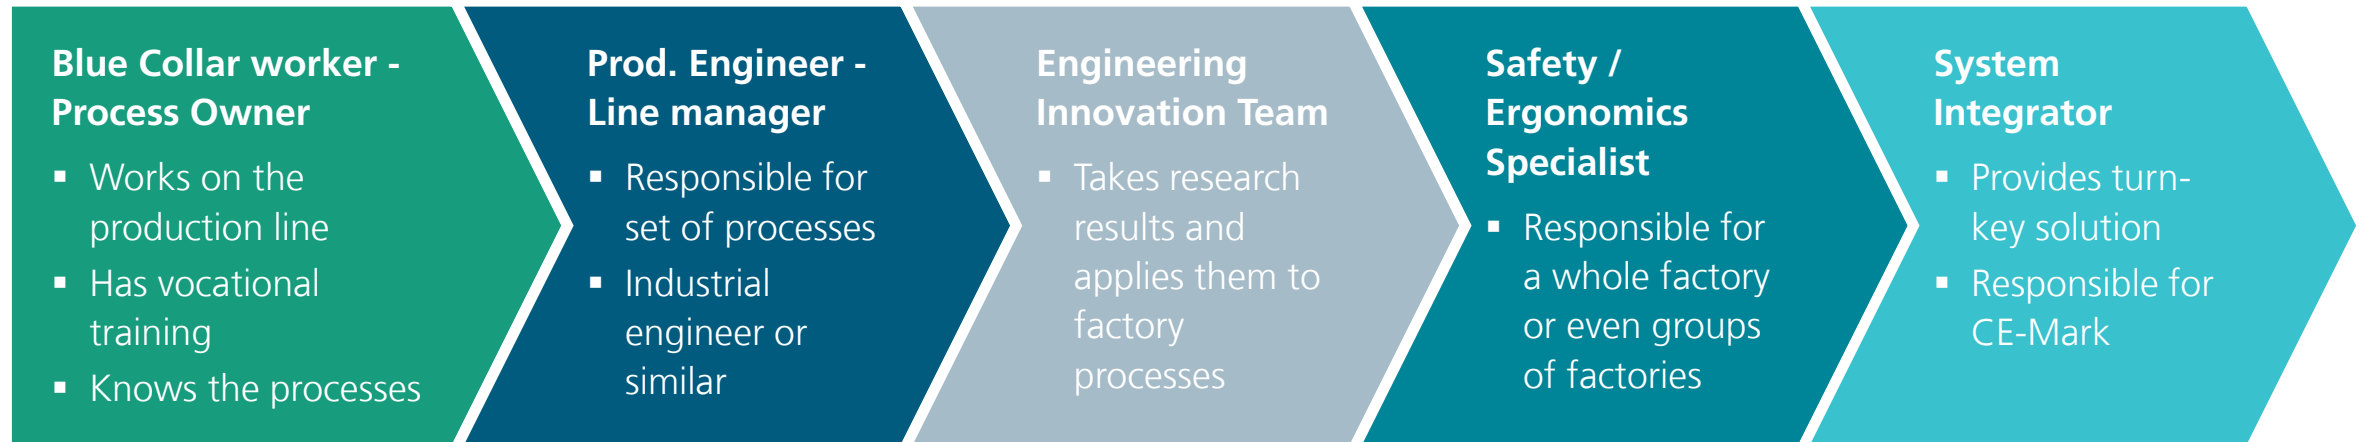 Blue Collar worker -
Process Owner
▪ Works on the
production line
▪ Has vocational
training
▪ Knows the processes
Prod. Engineer -
Line manager
▪ Responsible for
set of processes
▪ Industrial
engineer or
similar
Engineering
Innovation Team
▪ Takes research
results and
applies them to
factory
processes
Safety /
Ergonomics
Specialist
▪ Responsible for
a whole factory
or even groups
of factories
System
Integrator
▪ Provides turn-
key solution
▪ Responsible for
CE-Mark